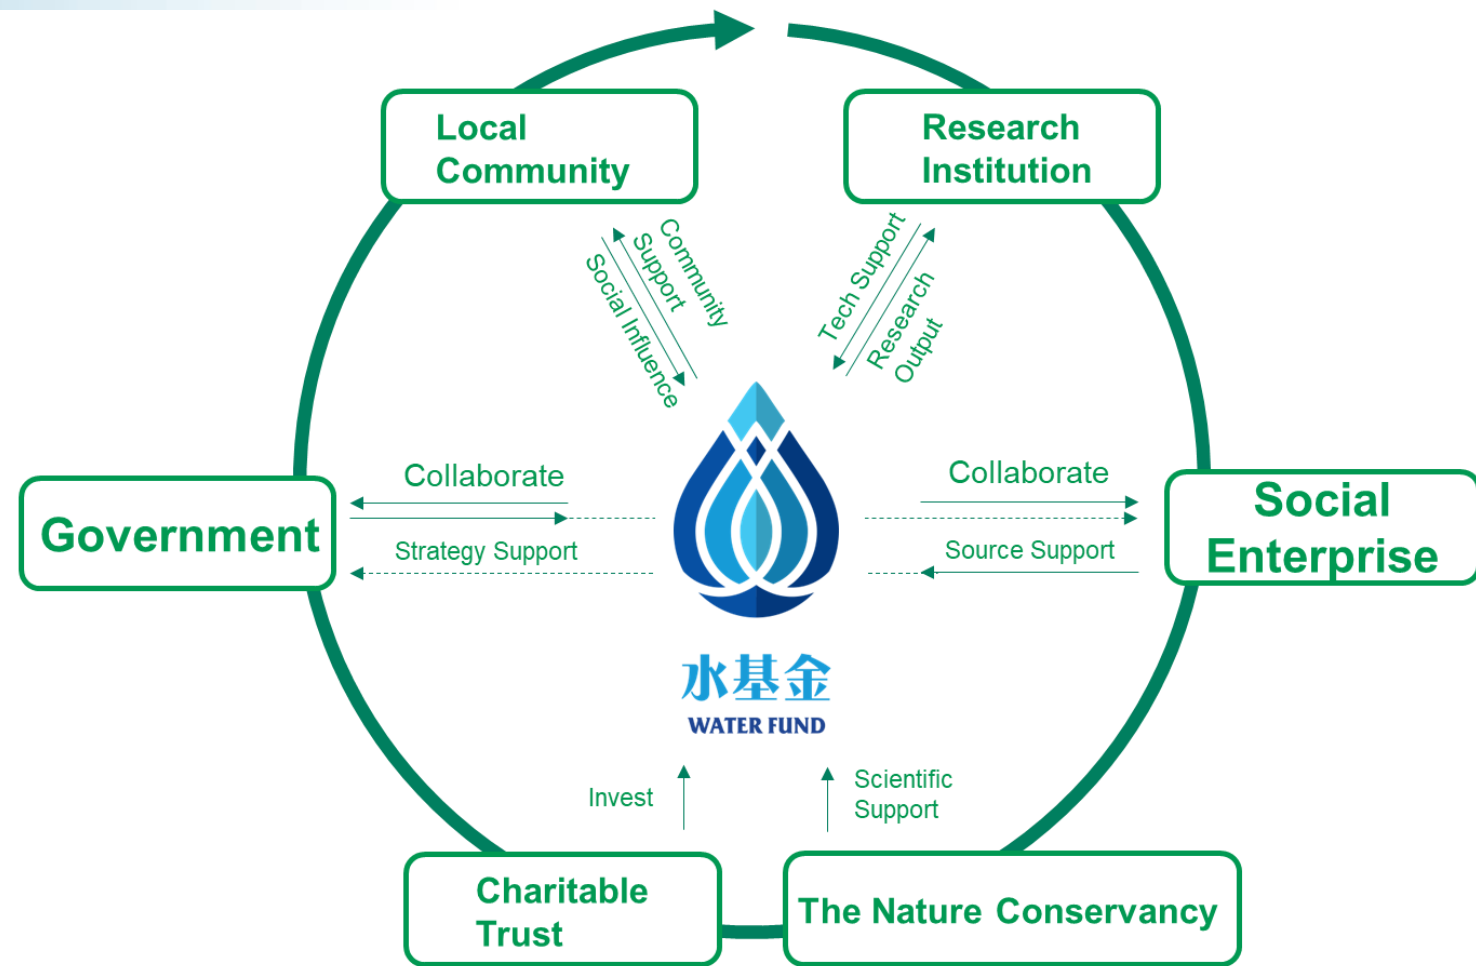 Local
Community
Research
Institution
Community
Support
Social Influence
Tech Support
Research
Output
Collaborate
Collaborate
Government
Strategy Support
Source Support
Social
Enterprise
水基金
WATER FUND
Invest
Scientific
Support
Charitable
Trust
The Nature Conservancy